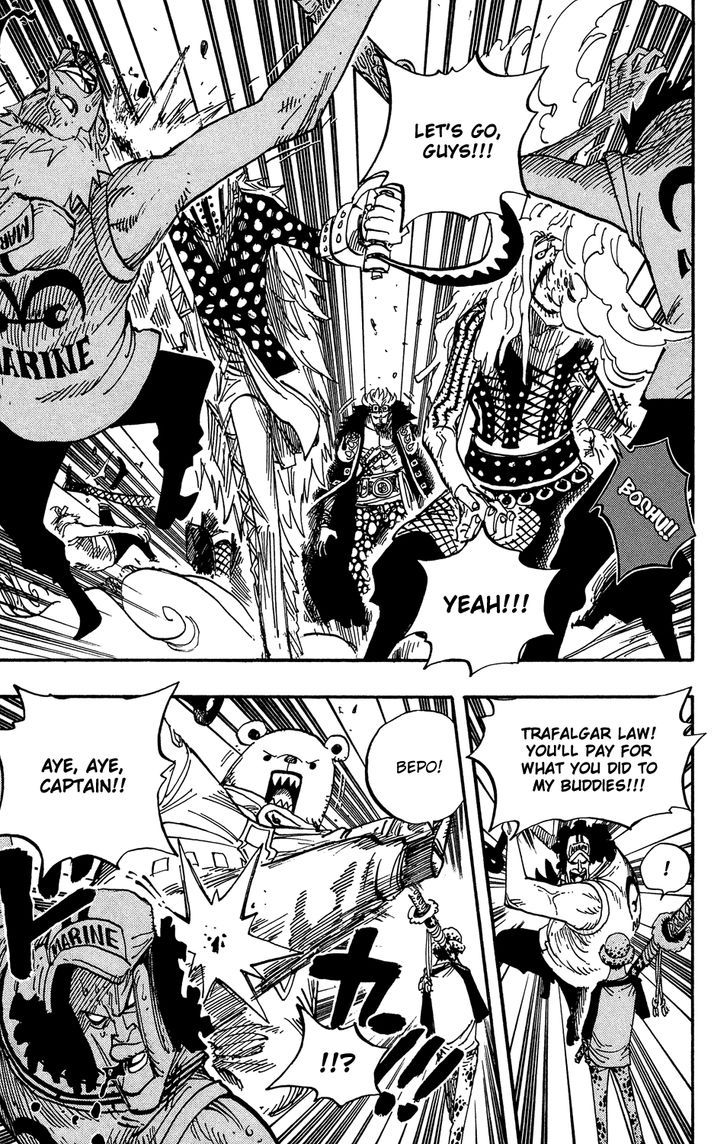 LET'S GO,
GUYS!!!
MAR
MARINE
BOSHU!!
YEAH!!!
TRAFALGAR LAW!
YOU'LL PAY FOR
WHAT YOU DID TO
MY BUDDIES!!!
!
BEPO!
AYE, AYE,
CAPTAIN!!
MARINE
!!?